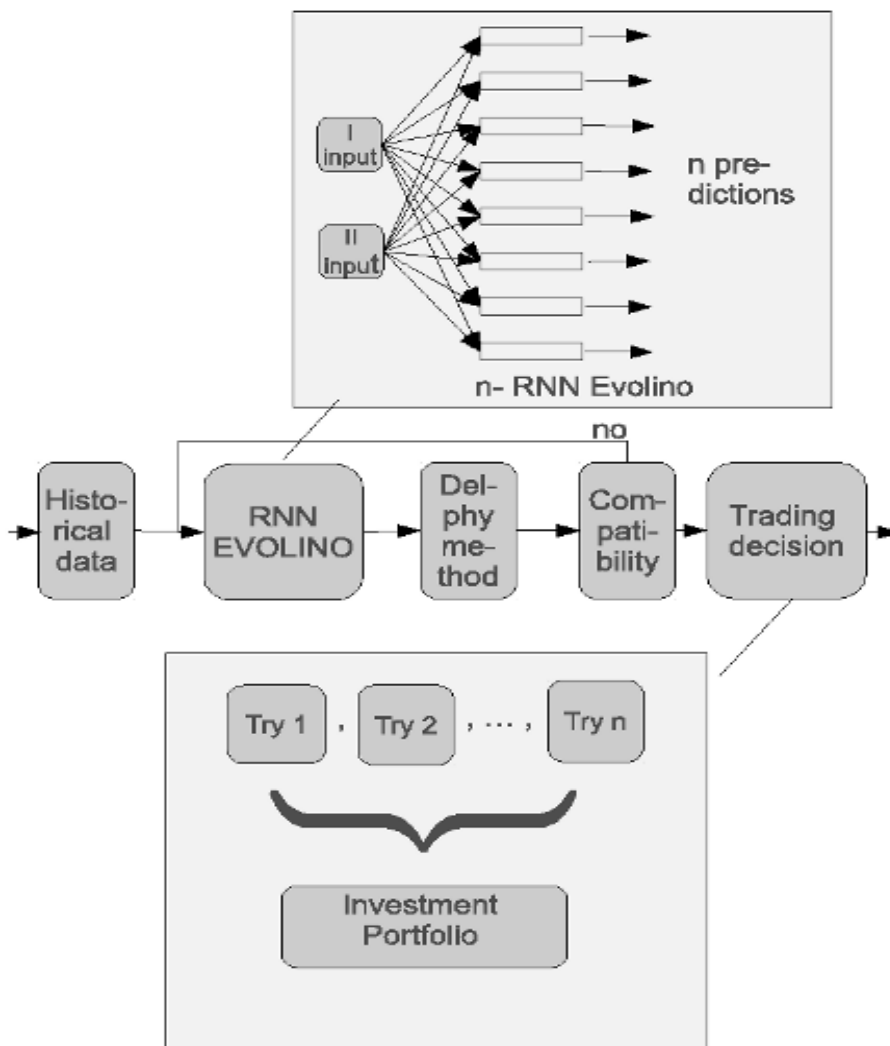 I
input
II
input
n pre-
dictions
n- RNN Evolino
no
Histo-
rical
data
RNN
EVOLINO
Del-
phy
me-
thod
Com-
pati-
bility
Trading
decision
Try 1 , Try 2 , ... , Try n
Investment
Portfolio